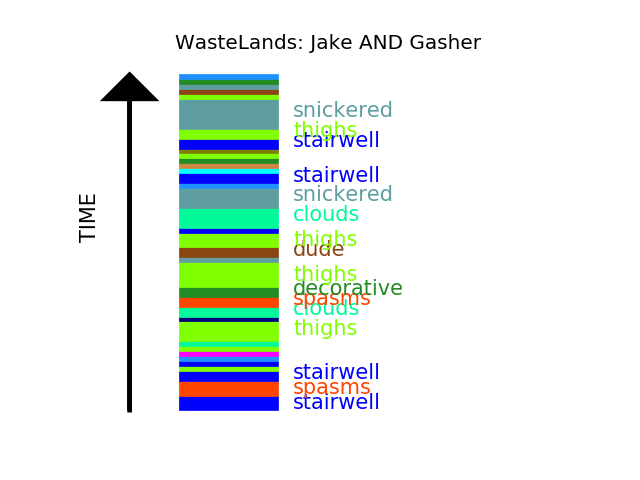 WasteLands: Jake AND Gasher
TIME
snickered
thighs
stairwell
stairwell
snickered
clouds
thighs
dude
thighs
decorative
spasms
clouds
thighs
stairwell
spasms
stairwell